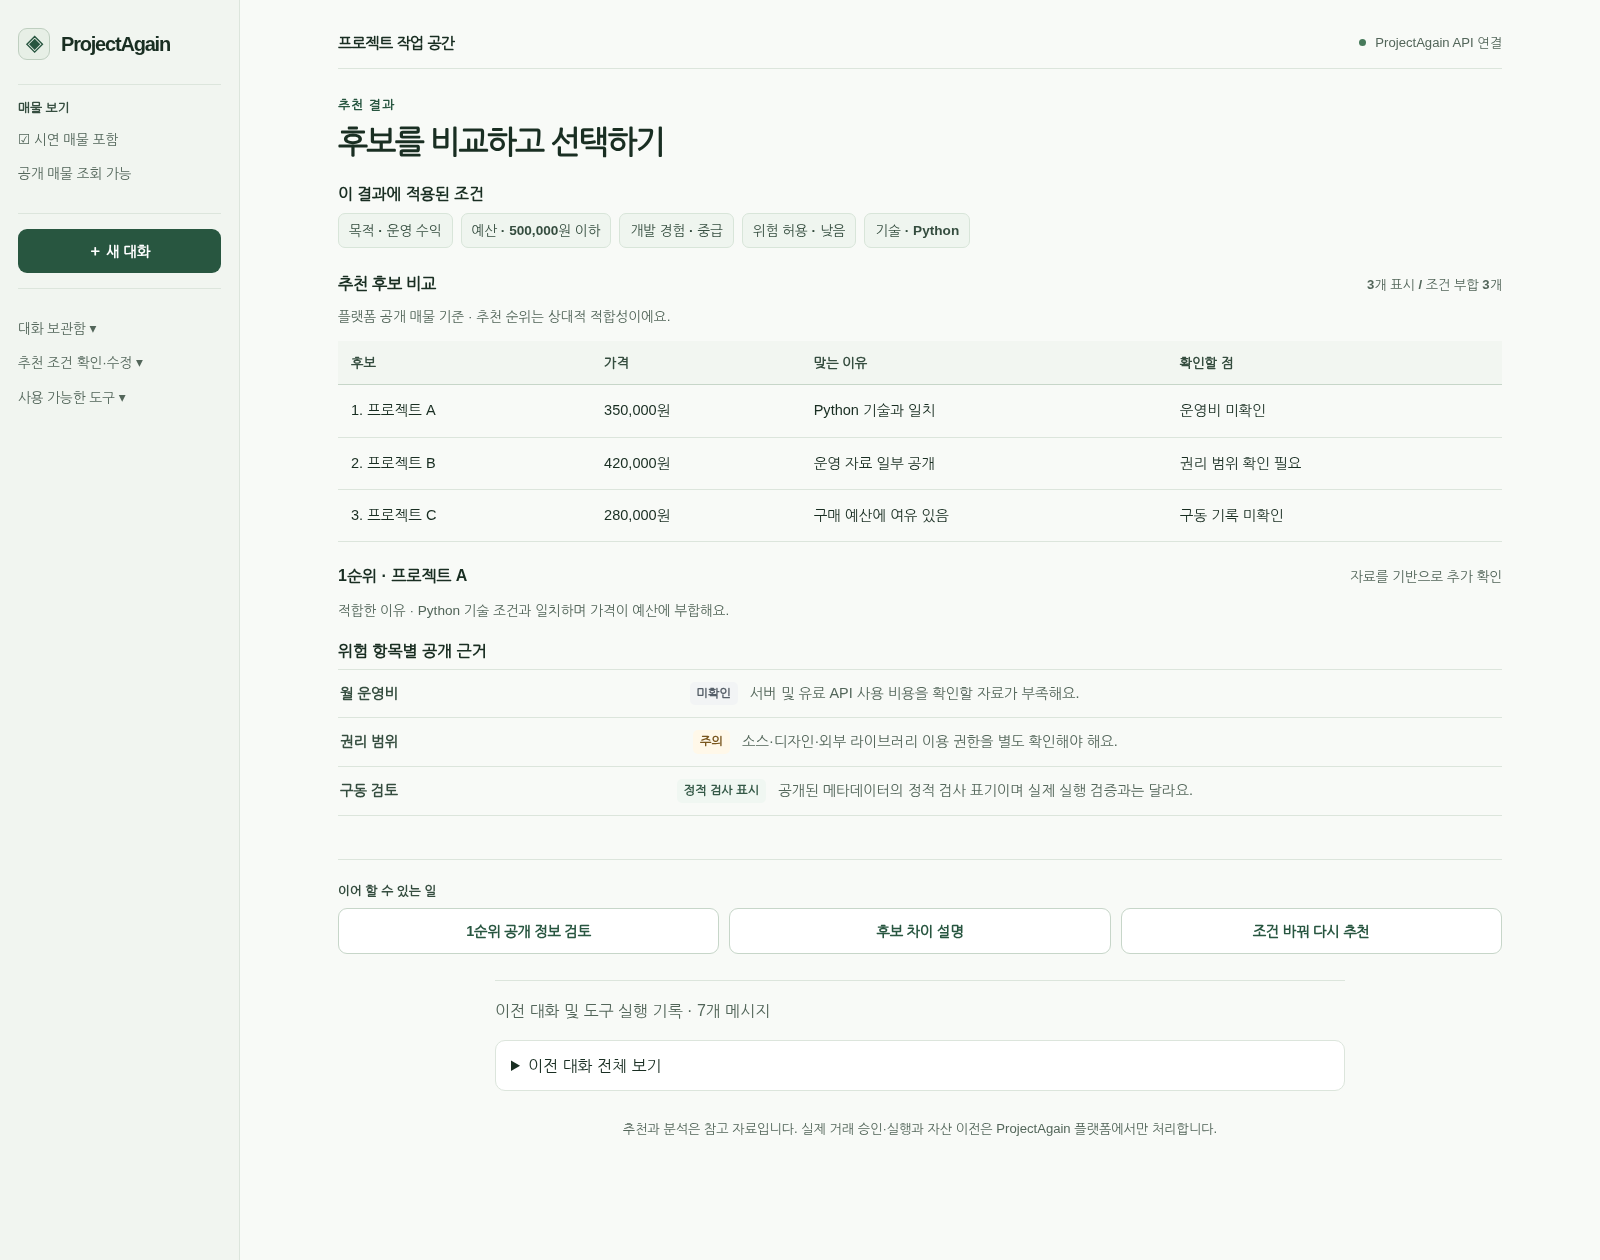 ProjectAgain
매물 보기
☑ 시연 매물 포함
공개 매물 조회 가능
+ 새 대화
대화 보관함 ▾
추천 조건 확인·수정 ▾
사용 가능한 도구 ▾
프로젝트 작업 공간
ProjectAgain API 연결
추천 결과
후보를 비교하고 선택하기
이 결과에 적용된 조건
목적 · 운영 수익
예산 · 500,000원 이하
개발 경험 · 중급
위험 허용 · 낮음
기술 · Python
추천 후보 비교
3개 표시 / 조건 부합 3개
플랫폼 공개 매물 기준 · 추천 순위는 상대적 적합성이에요.
후보 가격 맞는 이유 확인할 점
1. 프로젝트 A 350,000원 Python 기술과 일치 운영비 미확인
2. 프로젝트 B 420,000원 운영 자료 일부 공개 권리 범위 확인 필요
3. 프로젝트 C 280,000원 구매 예산에 여유 있음 구동 기록 미확인
1순위 · 프로젝트 A
자료를 기반으로 추가 확인
적합한 이유 · Python 기술 조건과 일치하며 가격이 예산에 부합해요.
위험 항목별 공개 근거
월 운영비 미확인 서버 및 유료 API 사용 비용을 확인할 자료가 부족해요.
권리 범위 주의 소스·디자인·외부 라이브러리 이용 권한을 별도 확인해야 해요.
구동 검토 정적 검사 표시 공개된 메타데이터의 정적 검사 표기이며 실제 실행 검증과는 달라요.
이어 할 수 있는 일
1순위 공개 정보 검토
후보 차이 설명
조건 바꿔 다시 추천
이전 대화 및 도구 실행 기록 · 7개 메시지
▶ 이전 대화 전체 보기
추천과 분석은 참고 자료입니다. 실제 거래 승인·실행과 자산 이전은 ProjectAgain 플랫폼에서만 처리합니다.